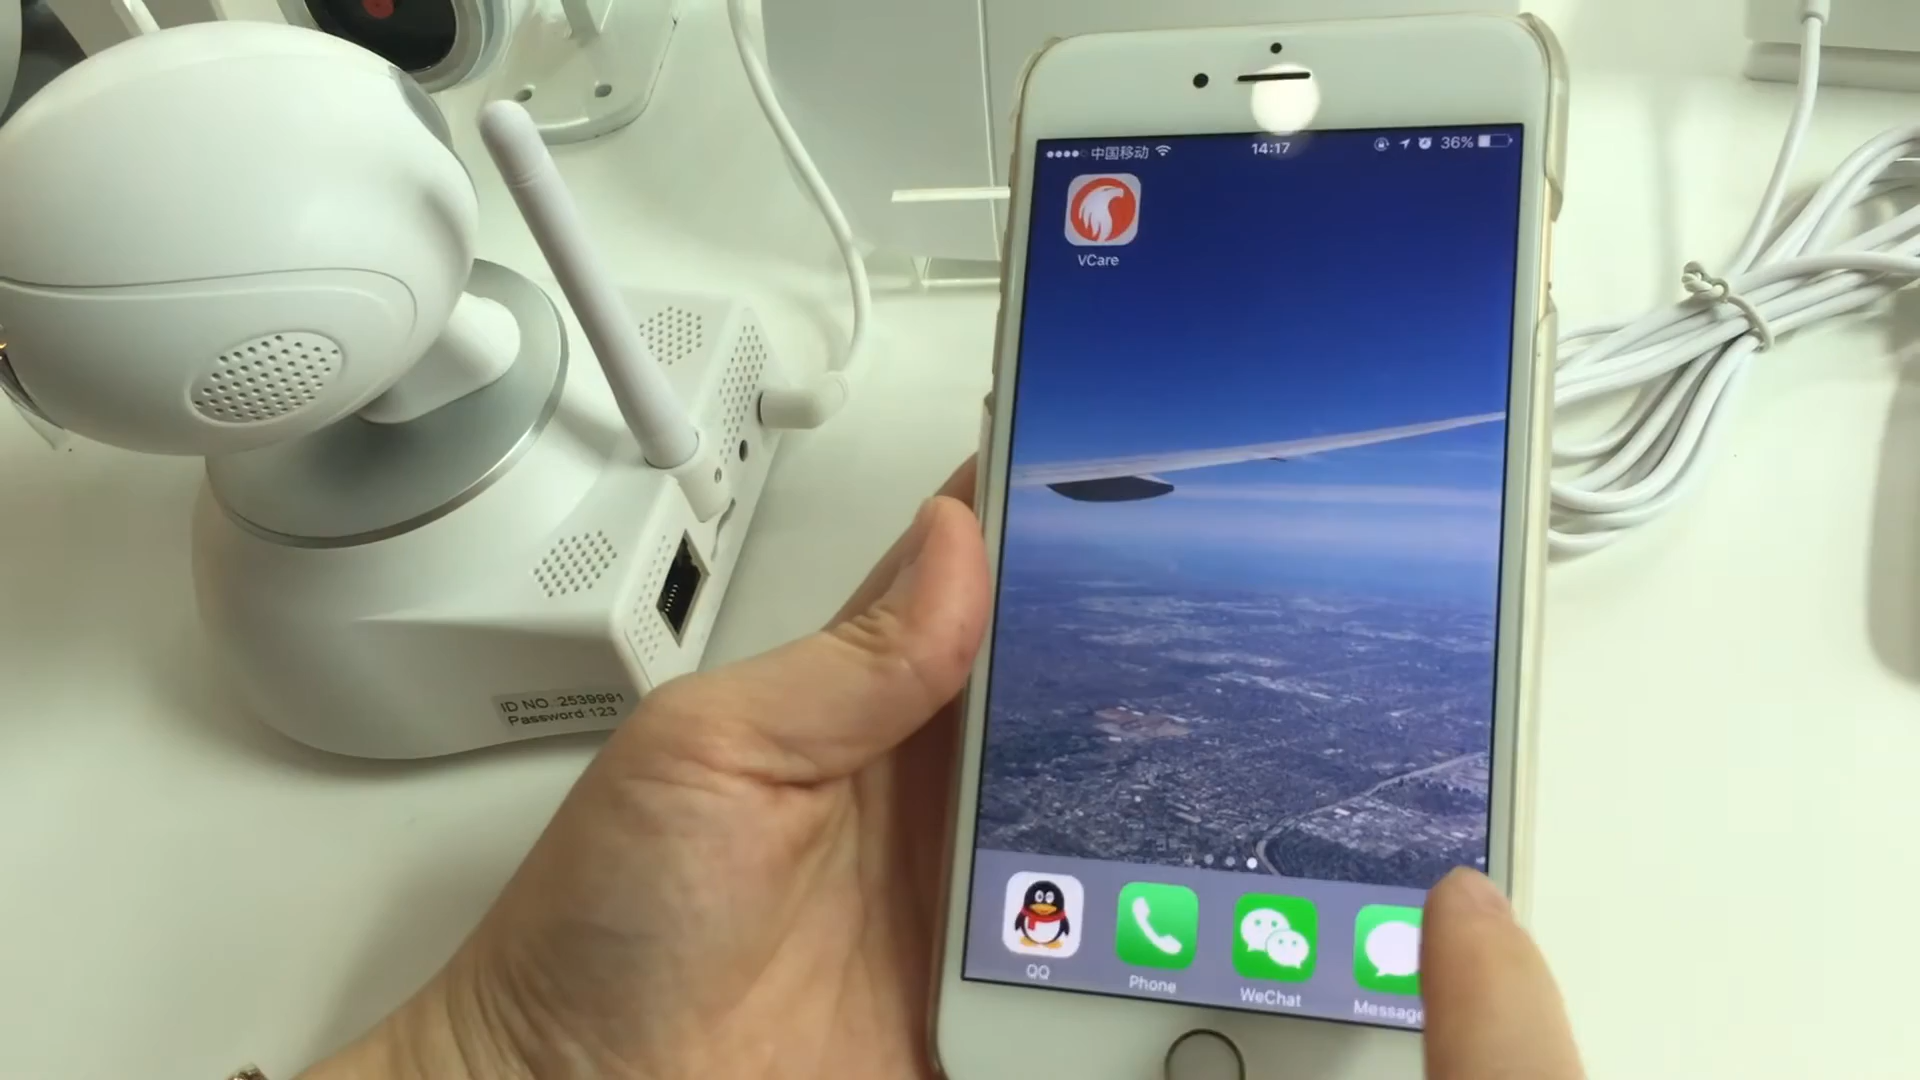 中国移动
14:17
36%
VCare
ID NO.:2539991
Password:123
QQ
Phone
WeChat
Message